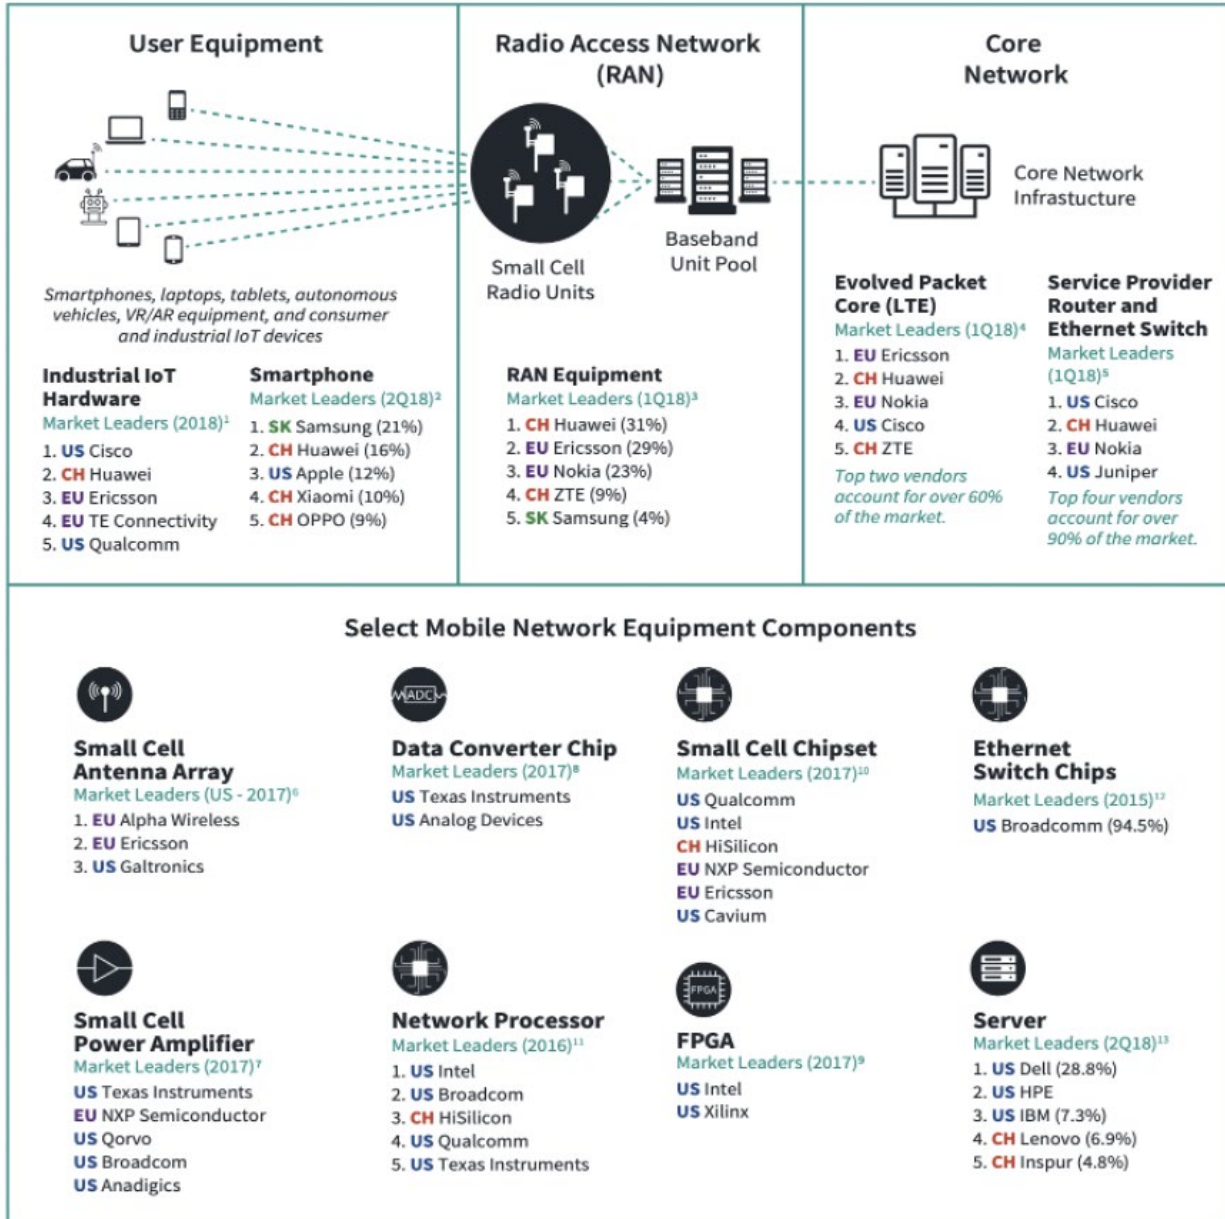 User Equipment
Smartphones, laptops, tablets, autonomous
vehicles, VR/AR equipment, and consumer
and industrial IoT devices
Industrial IoT
Hardware
Market Leaders (2018)¹
1. US Cisco
2. CH Huawei
3. EU Ericsson
4. EU TE Connectivity
5. US Qualcomm
Smartphone
Market Leaders (2Q18)²
1. SK Samsung (21%)
2. CH Huawei (16%)
3. US Apple (12%)
4. CH Xiaomi (10%)
5. CH OPPO (9%)
Radio Access Network
(RAN)
Small Cell
Radio Units
Baseband
Unit Pool
RAN Equipment
Market Leaders (1Q18)³
1. CH Huawei (31%)
2. EU Ericsson (29%)
3. EU Nokia (23%)
4. CH ZTE (9%)
5. SK Samsung (4%)
Core
Network
Core Network
Infrastucture
Evolved Packet
Core (LTE)
Market Leaders (1Q18)⁴
1. EU Ericsson
2. CH Huawei
3. EU Nokia
4. US Cisco
5. CH ZTE
Top two vendors
account for over 60%
of the market.
Service Provider
Router and
Ethernet Switch
Market Leaders
(1Q18)⁵
1. US Cisco
2. CH Huawei
3. EU Nokia
4. US Juniper
Top four vendors
account for over
90% of the market.
Select Mobile Network Equipment Components
Small Cell
Antenna Array
Market Leaders (US - 2017)⁶
1. EU Alpha Wireless
2. EU Ericsson
3. US Galtronics
ADC
Data Converter Chip
Market Leaders (2017)⁸
US Texas Instruments
US Analog Devices
Small Cell Chipset
Market Leaders (2017)¹⁰
US Qualcomm
US Intel
CH HiSilicon
EU NXP Semiconductor
EU Ericsson
US Cavium
Ethernet
Switch Chips
Market Leaders (2015)¹²
US Broadcomm (94.5%)
Small Cell
Power Amplifier
Market Leaders (2017)⁷
US Texas Instruments
EU NXP Semiconductor
US Qorvo
US Broadcom
US Anadigics
Network Processor
Market Leaders (2016)¹¹
1. US Intel
2. US Broadcom
3. CH HiSilicon
4. US Qualcomm
5. US Texas Instruments
FPGA
FPGA
Market Leaders (2017)⁹
US Intel
US Xilinx
Server
Market Leaders (2Q18)¹³
1. US Dell (28.8%)
2. US HPE
3. US IBM (7.3%)
4. CH Lenovo (6.9%)
5. CH Inspur (4.8%)